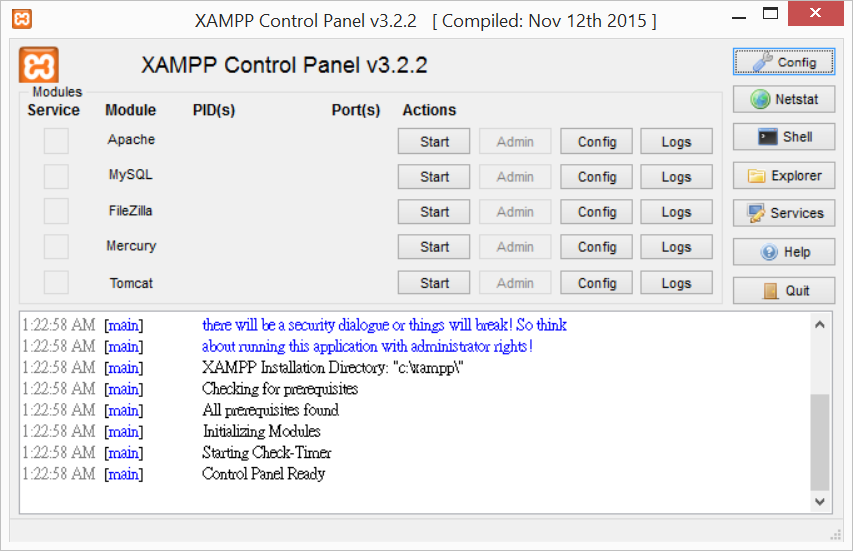 XAMPP Control Panel v3.2.2 [ Compiled: Nov 12th 2015 ]
XAMPP Control Panel v3.2.2
Config
Modules
Service Module PID(s) Port(s) Actions
Netstat
Apache Start Admin Config Logs
Shell
MySQL Start Admin Config Logs
Explorer
FileZilla Start Admin Config Logs
Services
Mercury Start Admin Config Logs
Help
Tomcat Start Admin Config Logs
Quit
1:22:58 AM [main] there will be a security dialogue or things will break! So think
1:22:58 AM [main] about running this application with administrator rights!
1:22:58 AM [main] XAMPP Installation Directory: "c:\xampp\"
1:22:58 AM [main] Checking for prerequisites
1:22:58 AM [main] All prerequisites found
1:22:58 AM [main] Initializing Modules
1:22:58 AM [main] Starting Check-Timer
1:22:58 AM [main] Control Panel Ready